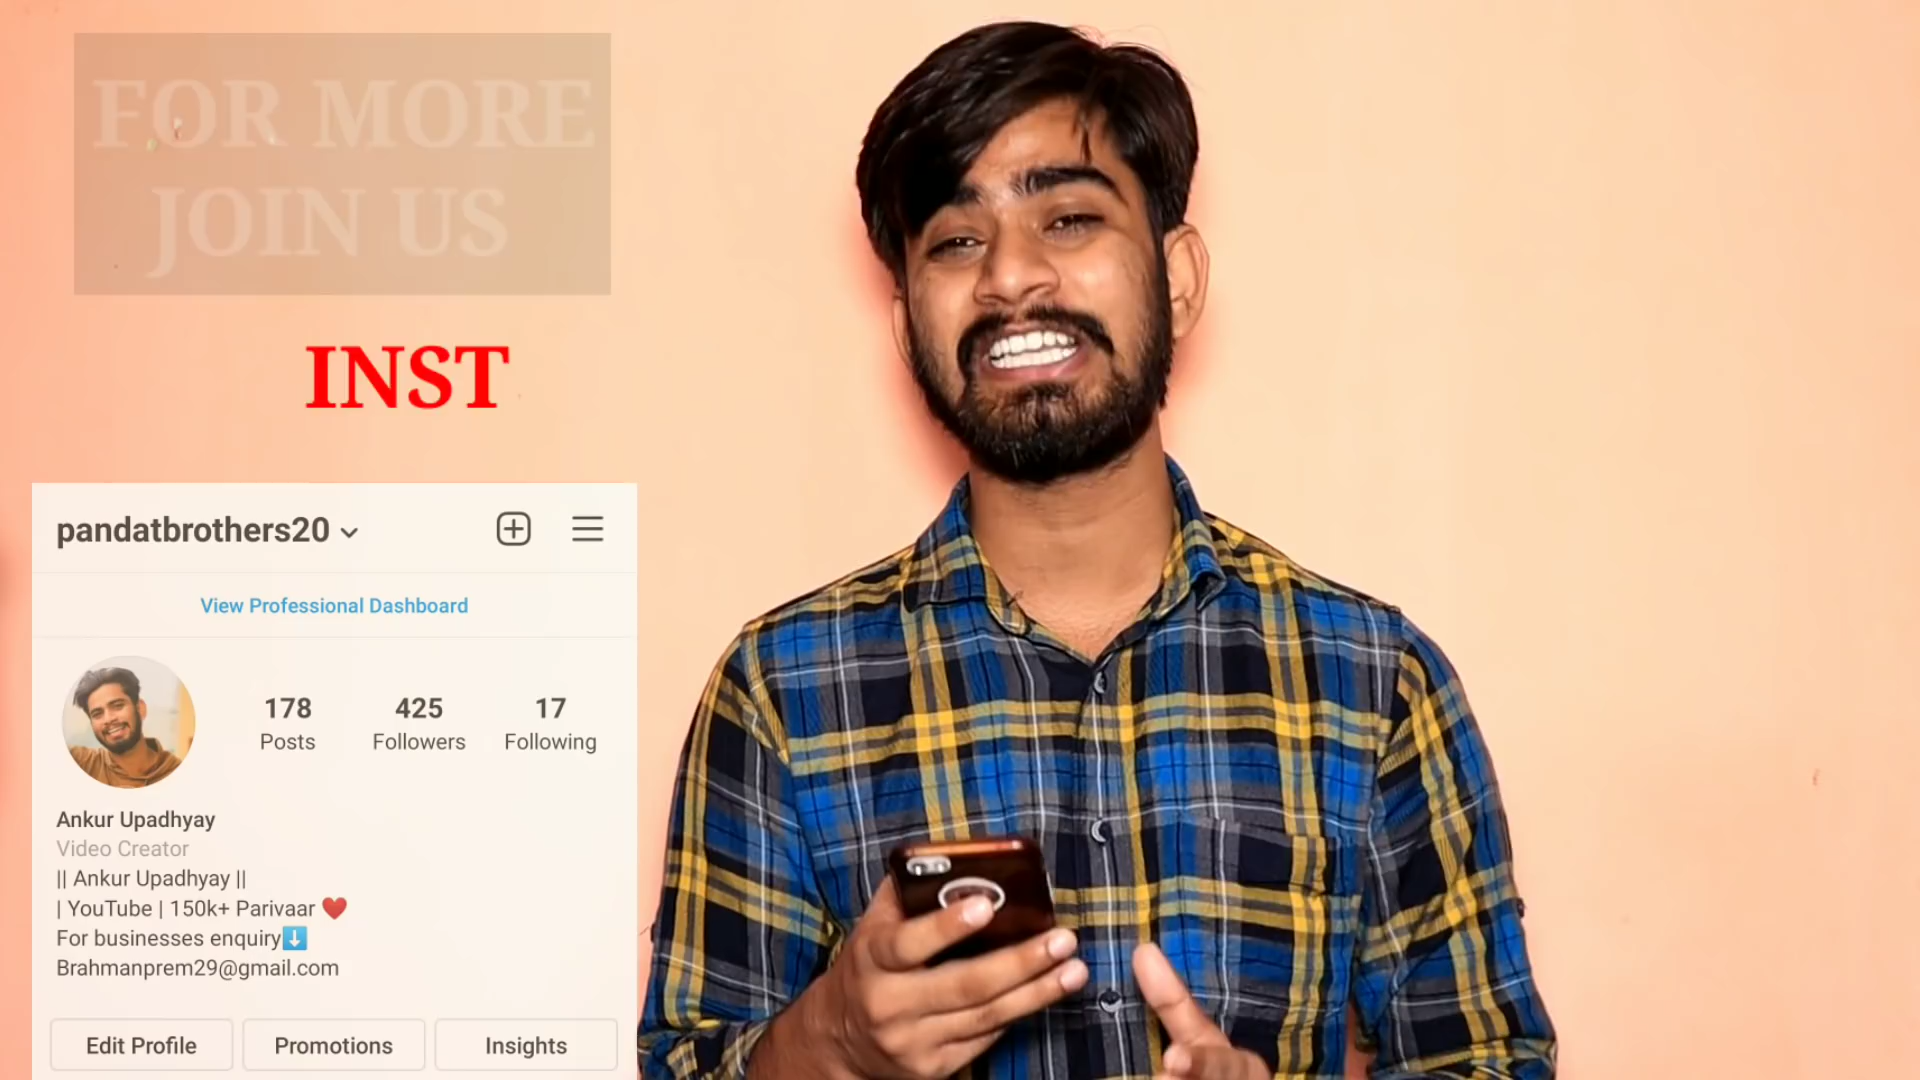 FOR MORE
JOIN US
INST
pandatbrothers20
View Professional Dashboard
178 425 17
Posts Followers Following
Ankur Upadhyay
Video Creator
|| Ankur Upadhyay ||
| YouTube | 150k+ Parivaar ❤️
For businesses enquiry⬇️
Brahmanprem29@gmail.com
Edit Profile Promotions Insights